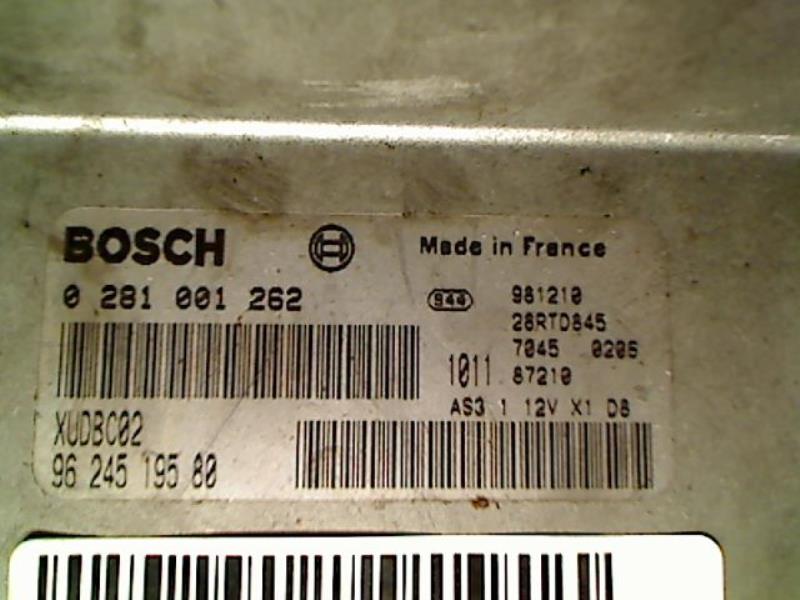 BOSCH
Made in France
0 281 001 262
944
981210
28RTD845
7045 0205
1011 87210
AS3 1 12V X1 D8
XUDBC02
96 245 195 80